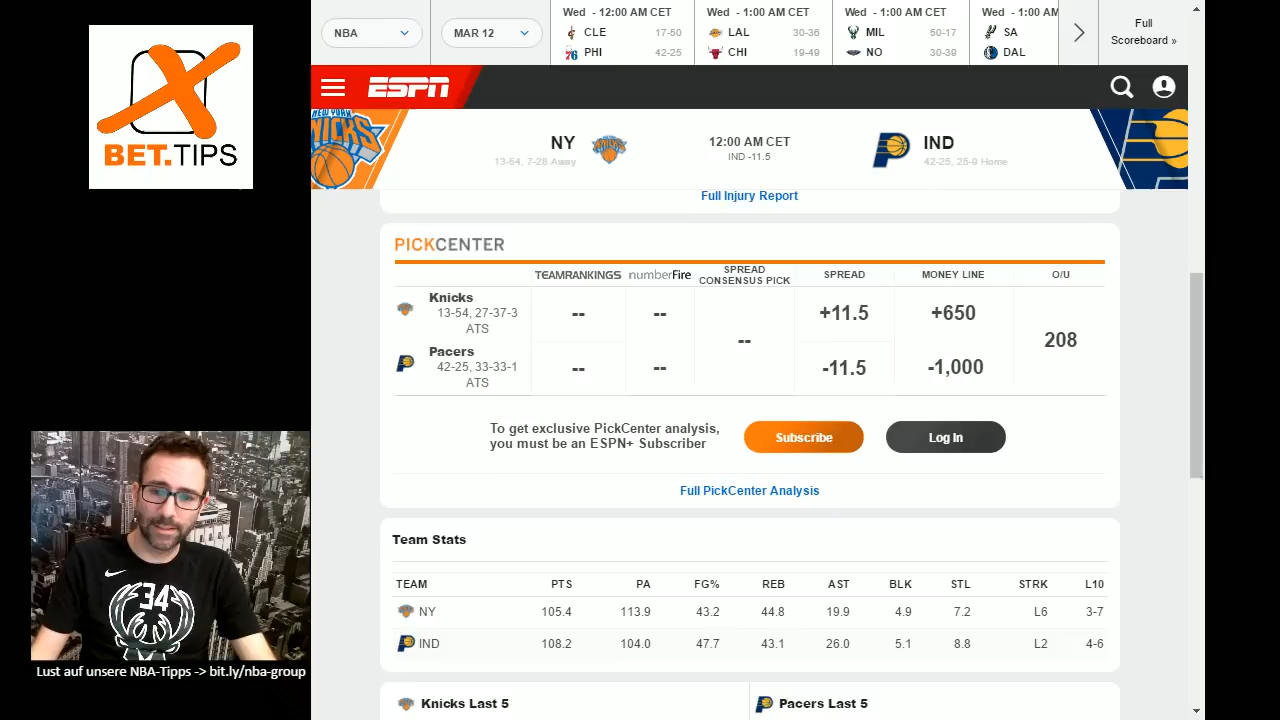 BET.TIPS
NBA
MAR 12
Wed - 12:00 AM CET
CLE 17-50
PHI 42-25
Wed - 1:00 AM CET
LAL 30-36
CHI 19-49
Wed - 1:00 AM CET
MIL 50-17
NO 30-39
Wed - 1:00 AM
SA
DAL
Full
Scoreboard »
ESPN
NEW YORK
KNICKS
NY
13-54, 7-28 Away
12:00 AM CET
IND -11.5
IND
42-25, 25-9 Home
Full Injury Report
PICKCENTER
TEAMRANKINGS numberFire SPREAD CONSENSUS PICK SPREAD MONEY LINE O/U
Knicks
13-54, 27-37-3
ATS
-- -- +11.5 +650
-- 208
Pacers
42-25, 33-33-1
ATS
-- -- -11.5 -1,000
To get exclusive PickCenter analysis,
you must be an ESPN+ Subscriber
Subscribe
Log In
Full PickCenter Analysis
Team Stats
TEAM PTS PA FG% REB AST BLK STL STRK L10
NY 105.4 113.9 43.2 44.8 19.9 4.9 7.2 L6 3-7
IND 108.2 104.0 47.7 43.1 26.0 5.1 8.8 L2 4-6
Knicks Last 5
Pacers Last 5
34
Lust auf unsere NBA-Tipps -> bit.ly/nba-group